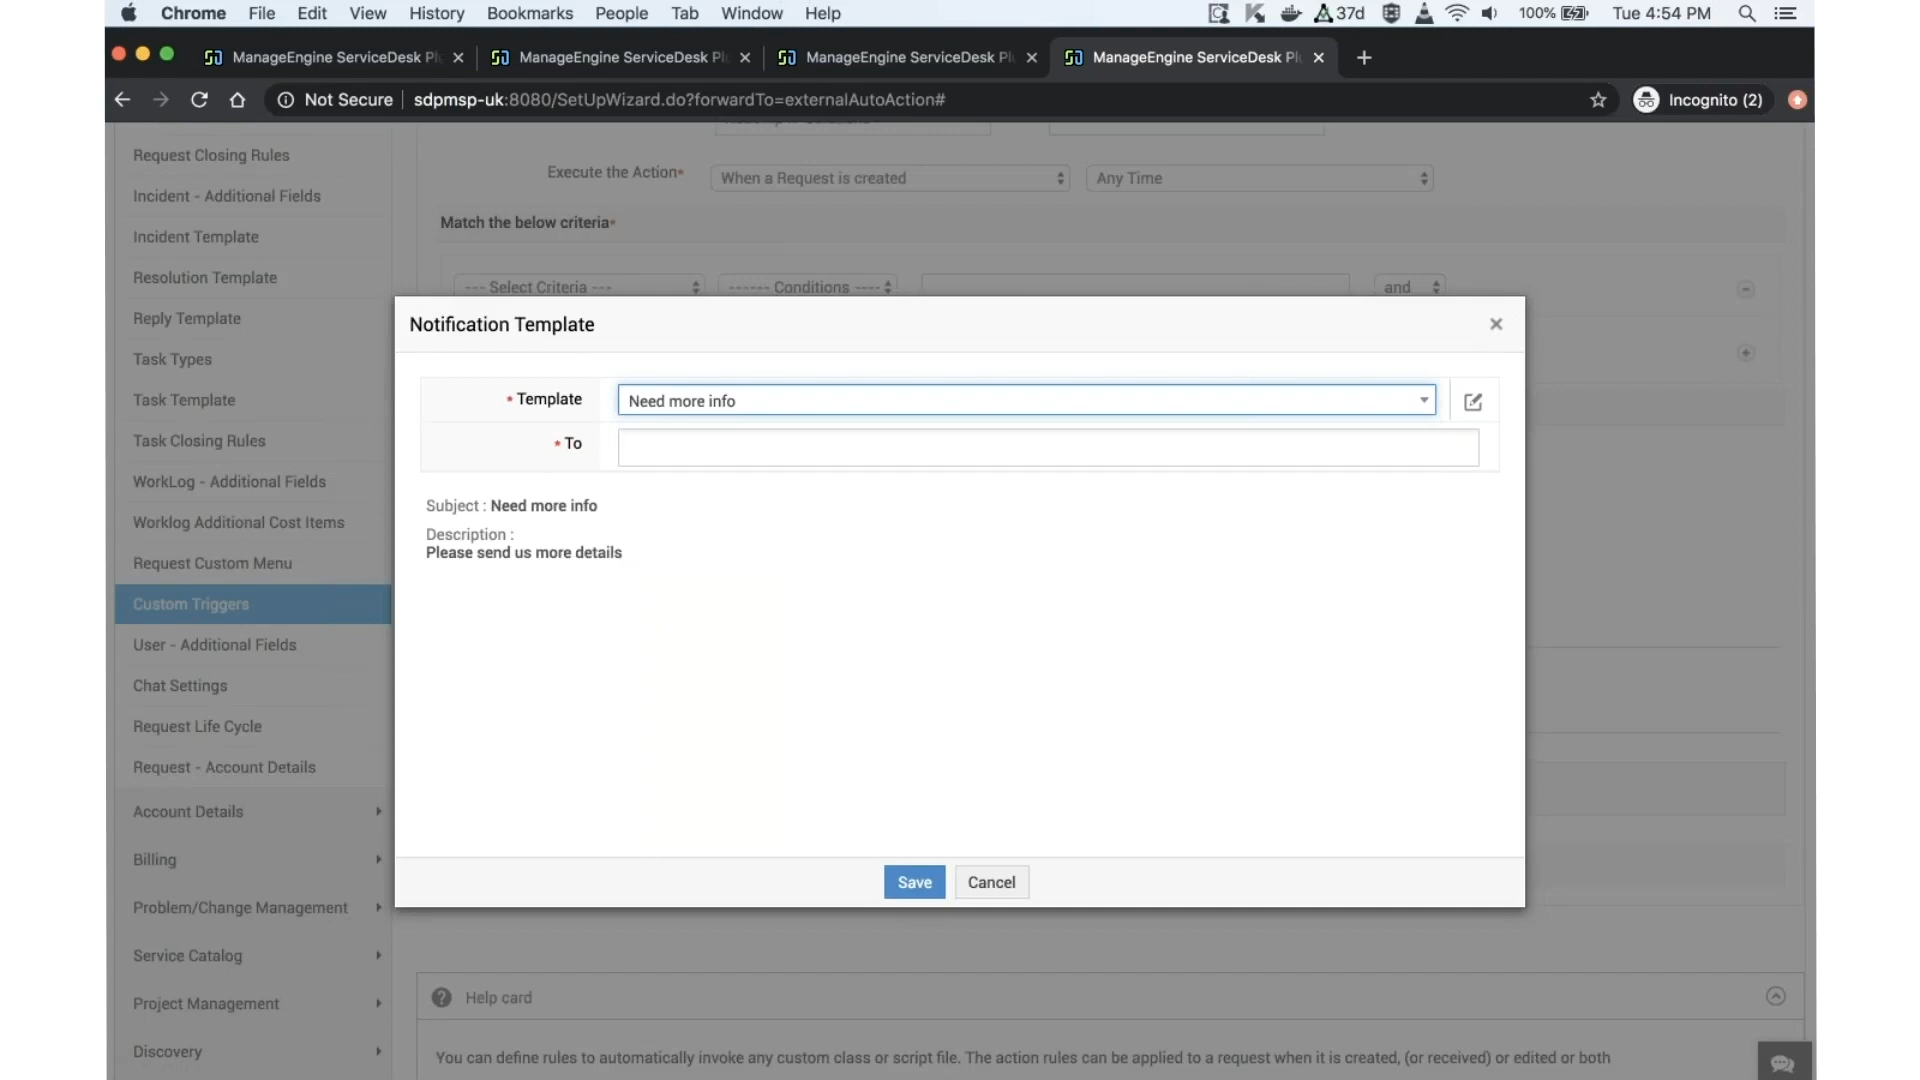 Chrome File Edit View History Bookmarks People Tab Window Help 37d 100% Tue 4:54 PM
ManageEngine ServiceDesk Pl ManageEngine ServiceDesk Pl ManageEngine ServiceDesk Pl ManageEngine ServiceDesk Pl
Not Secure sdpmsp-uk:8080/SetUpWizard.do?forwardTo=externalAutoAction# Incognito (2)
Request Closing Rules
Execute the Action* When a Request is created Any Time
Incident - Additional Fields
Match the below criteria*
Incident Template
Resolution Template
--- Select Criteria --- ------ Conditions ---- and
Reply Template
Notification Template
Task Types
Task Template
* Template Need more info
Task Closing Rules
* To
WorkLog - Additional Fields
Subject : Need more info
Worklog Additional Cost Items
Description :
Please send us more details
Request Custom Menu
Custom Triggers
User - Additional Fields
Chat Settings
Request Life Cycle
Request - Account Details
Account Details
Billing
Save Cancel
Problem/Change Management
Service Catalog
Project Management
Help card
Discovery
You can define rules to automatically invoke any custom class or script file. The action rules can be applied to a request when it is created, (or received) or edited or both